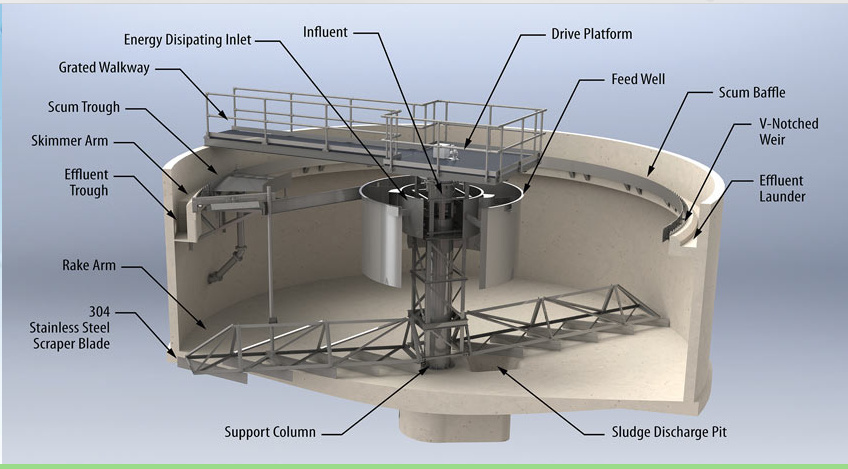 Influent
Energy Disipating Inlet
Drive Platform
Grated Walkway
Feed Well
Scum Baffle
Scum Trough
V-Notched
Weir
Skimmer Arm
Effluent
Trough
Effluent
Launder
Rake Arm
304
Stainless Steel
Scraper Blade
Support Column
Sludge Discharge Pit